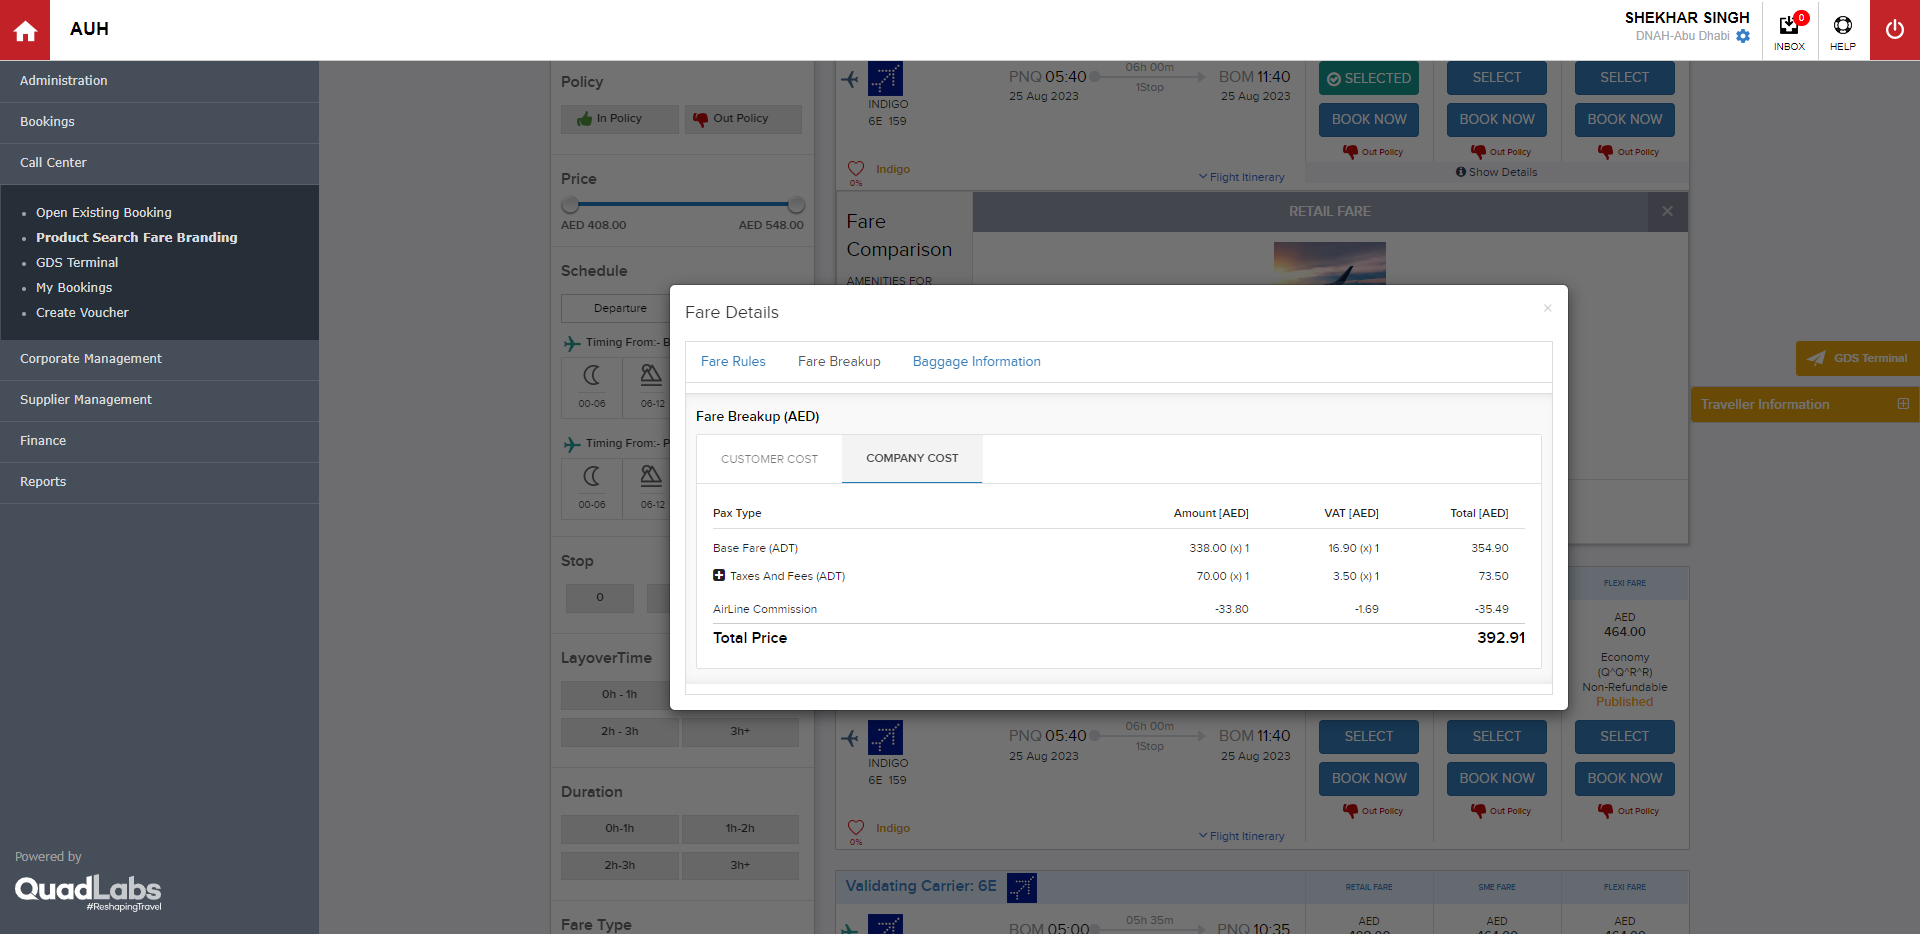 AUH
SHEKHAR SINGH
DNAH-Abu Dhabi
0
INBOX
HELP
Administration
Bookings
Call Center
Open Existing Booking
Product Search Fare Branding
GDS Terminal
My Bookings
Create Voucher
Corporate Management
Supplier Management
Finance
Reports
Powered by
QuadLabs
#ReshapingTravel
Policy
In Policy
Out Policy
Price
AED 408.00
AED 548.00
Schedule
Departure
Timing From:- B
00-06
06-12
Timing From:- P
00-06
06-12
Stop
0
LayoverTime
0h - 1h
2h - 3h
3h+
Duration
0h-1h
1h-2h
2h-3h
3h+
Fare Type
INDIGO
6E 159
PNQ 05:40
25 Aug 2023
06h 00m
1Stop
BOM 11:40
25 Aug 2023
SELECTED
SELECT
SELECT
BOOK NOW
BOOK NOW
BOOK NOW
Out Policy
Out Policy
Out Policy
0%
Indigo
Flight Itinerary
Show Details
Fare
Comparison
AMENITIES FOR
RETAIL FARE
Fare Details
×
Fare Rules
Fare Breakup
Baggage Information
Fare Breakup (AED)
CUSTOMER COST
COMPANY COST
Pax Type Amount [AED] VAT [AED] Total [AED]
Base Fare (ADT) 338.00 (x) 1 16.90 (x) 1 354.90
Taxes And Fees (ADT) 70.00 (x) 1 3.50 (x) 1 73.50
AirLine Commission -33.80 -1.69 -35.49
Total Price 392.91
GDS Terminal
Traveller Information
FLEXI FARE
AED
464.00
Economy
(Q^Q^R^R)
Non-Refundable
Published
INDIGO
6E 159
PNQ 05:40
25 Aug 2023
06h 00m
1Stop
BOM 11:40
25 Aug 2023
SELECT
SELECT
SELECT
BOOK NOW
BOOK NOW
BOOK NOW
Out Policy
Out Policy
Out Policy
0%
Indigo
Flight Itinerary
Validating Carrier: 6E
RETAIL FARE
SME FARE
FLEXI FARE
BOM 05:00
05h 35m
PNQ 10:35
AED
AED
AED